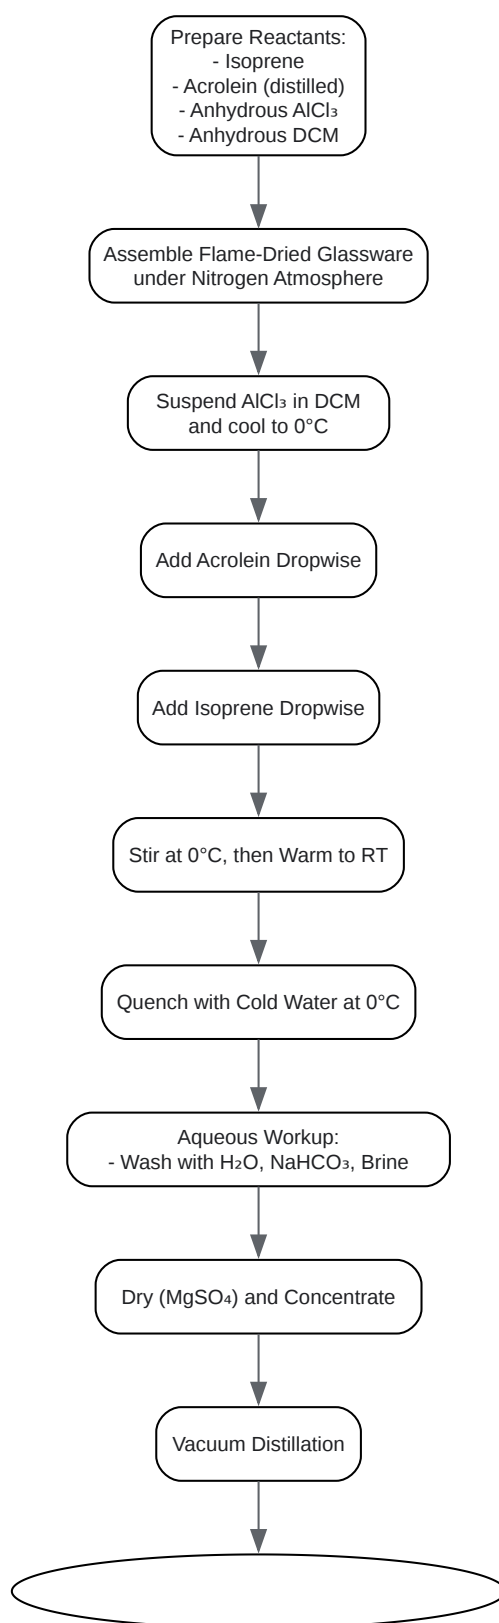 Prepare Reactants:
- Isoprene
- Acrolein (distilled)
- Anhydrous AlCl₃
- Anhydrous DCM
Assemble Flame-Dried Glassware
under Nitrogen Atmosphere
Suspend AlCl₃ in DCM
and cool to 0°C
Add Acrolein Dropwise
Add Isoprene Dropwise
Stir at 0°C, then Warm to RT
Quench with Cold Water at 0°C
Aqueous Workup:
- Wash with H₂O, NaHCO₃, Brine
Dry (MgSO₄) and Concentrate
Vacuum Distillation